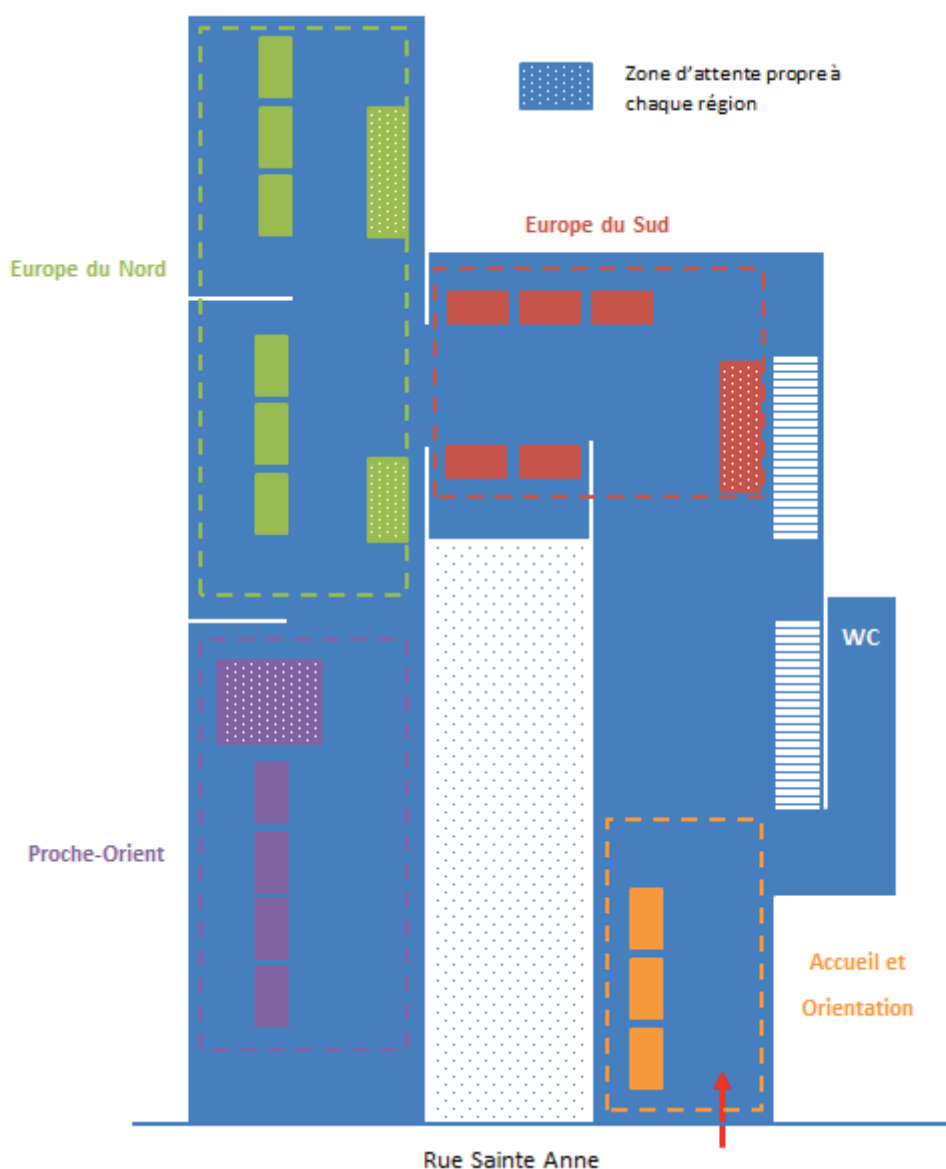 Zone d'attente propre à
chaque région
Europe du Sud
Europe du Nord
WC
Proche-Orient
Accueil et
Orientation
Rue Sainte Anne